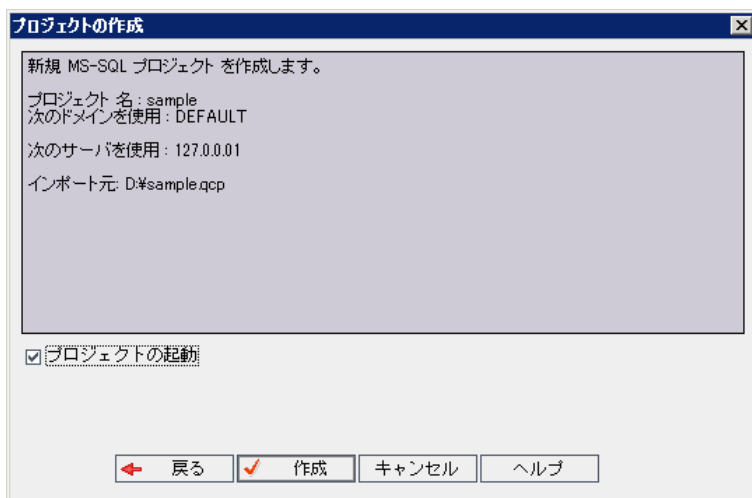 プロジェクトの作成
新規 MS-SQL プロジェクト を作成します。
プロジェクト 名 : sample
次のドメインを使用 : DEFAULT
次のサーバを使用 : 127.0.0.01
インポート元: D:¥sample.qcp
プロジェクトの起動
戻る 作成 キャンセル ヘルプ